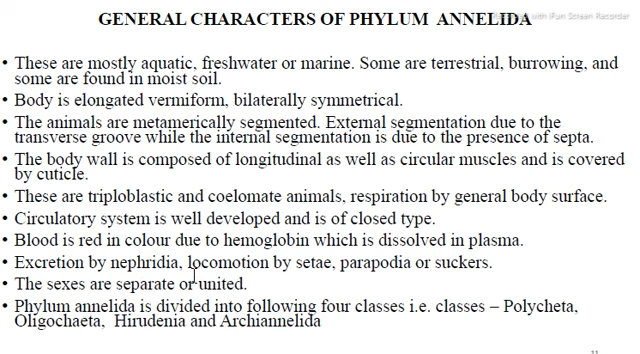 Recorded with iFun Screen Recorder
GENERAL CHARACTERS OF PHYLUM ANNELIDA
• These are mostly aquatic, freshwater or marine. Some are terrestrial, burrowing, and
some are found in moist soil.
• Body is elongated vermiform, bilaterally symmetrical.
• The animals are metamerically segmented. External segmentation due to the
transverse groove while the internal segmentation is due to the presence of septa.
• The body wall is composed of longitudinal as well as circular muscles and is covered
by cuticle.
• These are triploblastic and coelomate animals, respiration by general body surface.
• Circulatory system is well developed and is of closed type.
• Blood is red in colour due to hemoglobin which is dissolved in plasma.
• Excretion by nephridia, locomotion by setae, parapodia or suckers.
• The sexes are separate or united.
• Phylum annelida is divided into following four classes i.e. classes – Polycheta,
Oligochaeta, Hirudenia and Archiannelida